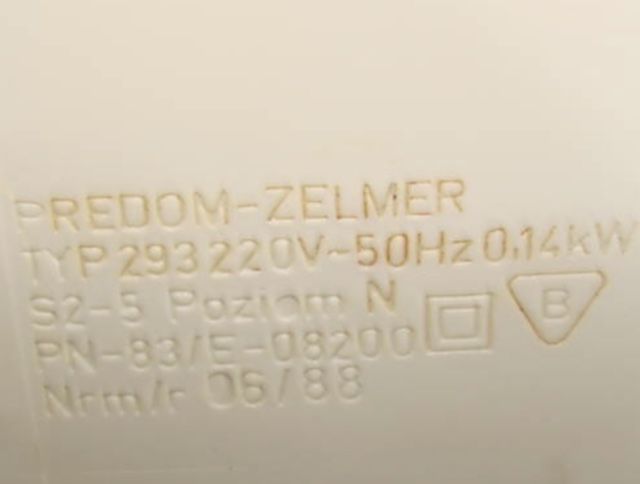 PREDOM-ZELMER
TYP 293 220V~50Hz 0,14kW
S2-5 Poziom N
PN-83/E-08200 B
Nrm/r 06/88